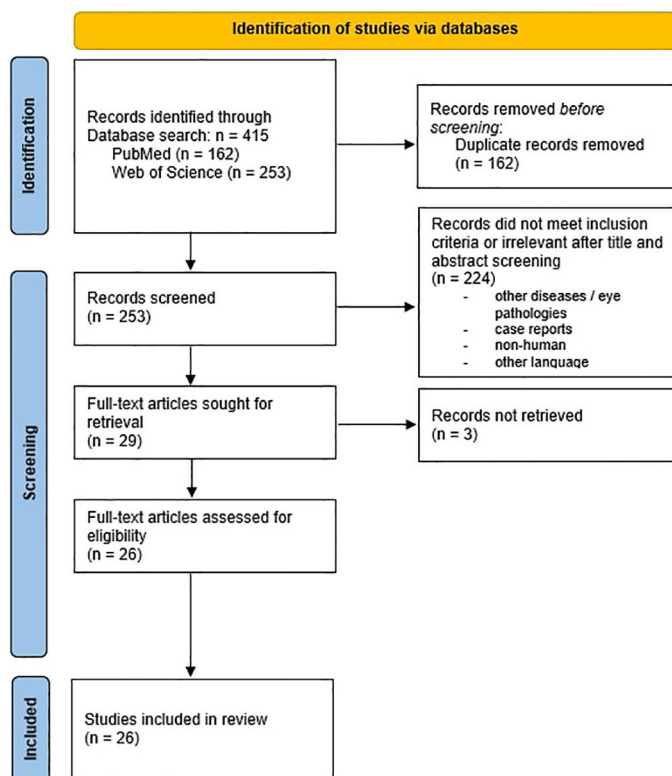 Identification of studies via databases
Identification
Records identified through
Database search: n = 415
PubMed (n = 162)
Web of Science (n = 253)
Records removed before
screening:
Duplicate records removed
(n = 162)
Screening
Records screened
(n = 253)
Records did not meet inclusion
criteria or irrelevant after title and
abstract screening
(n = 224)
- other diseases / eye
pathologies
- case reports
- non-human
- other language
Full-text articles sought for
retrieval
(n = 29)
Records not retrieved
(n = 3)
Full-text articles assessed for
eligibility
(n = 26)
Included
Studies included in review
(n = 26)